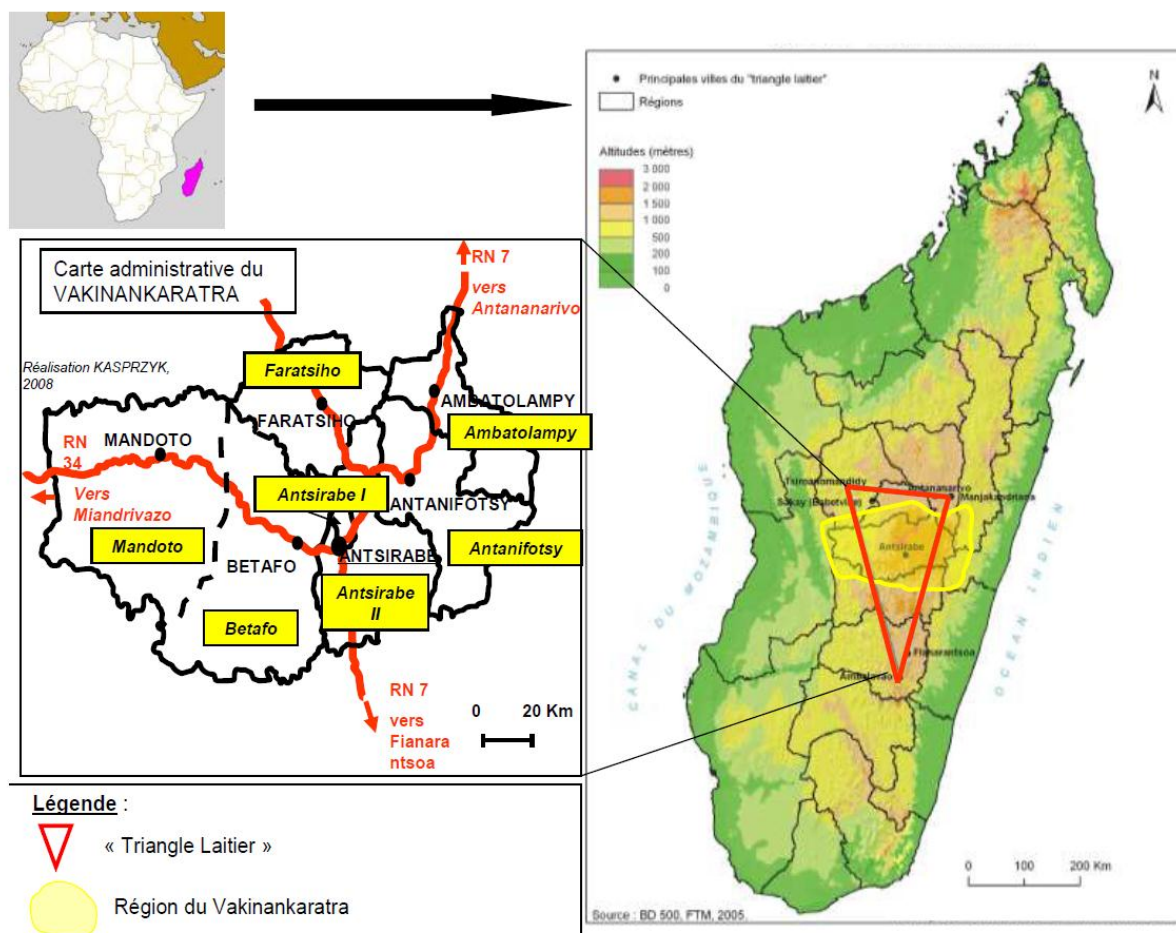 Carte administrative du
VAKINANKARATRA
RN 7
vers
Antananarivo
Réalisation KASPRZYK,
2008
Faratsiho
FARATSIHO
AMBATOLAMPY
Ambatolampy
RN
34
MANDOTO
Vers
Miandrivazo
Antsirabe I
ANTANIFOTSY
Mandoto
BETAFO
ANTSIRABE
Antanifotsy
Antsirabe
II
Betafo
RN 7
vers
Fianara
ntsoa
0 20 Km
Légende :
« Triangle Laitier »
Région du Vakinankaratra
Principales villes du "triangle laitier"
Régions
N
Altitudes (mètres)
3 000
2 000
1 500
1 000
500
200
100
0
Tsiroanomandidy
Antananarivo
Manjakandriana
Sakay (Babetville)
Antsirabe
Fianarantsoa
Ambalavao
CANAL DU MOZAMBIQUE
OCEAN INDIEN
0 100 200 Km
Source : BD 500, FTM, 2005.